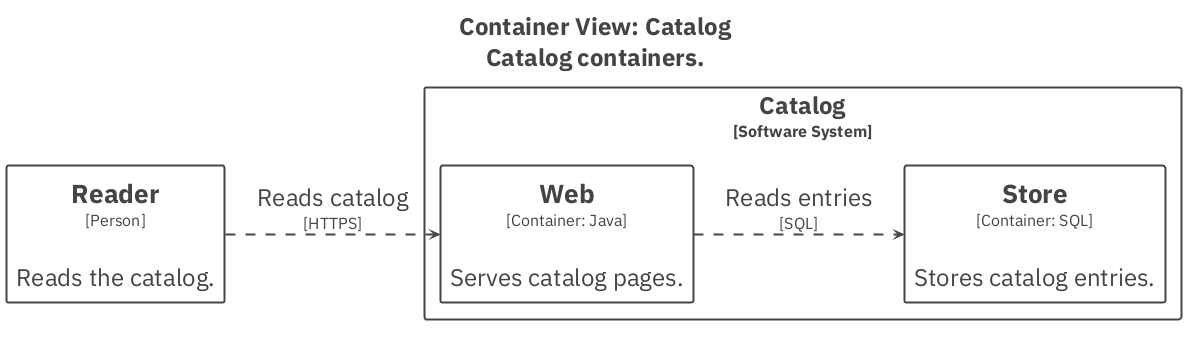 Container View: Catalog
Catalog containers.
Catalog
[Software System]
Reader
[Person]
Reads the catalog.
Reads catalog
[HTTPS]
Web
[Container: Java]
Serves catalog pages.
Reads entries
[SQL]
Store
[Container: SQL]
Stores catalog entries.